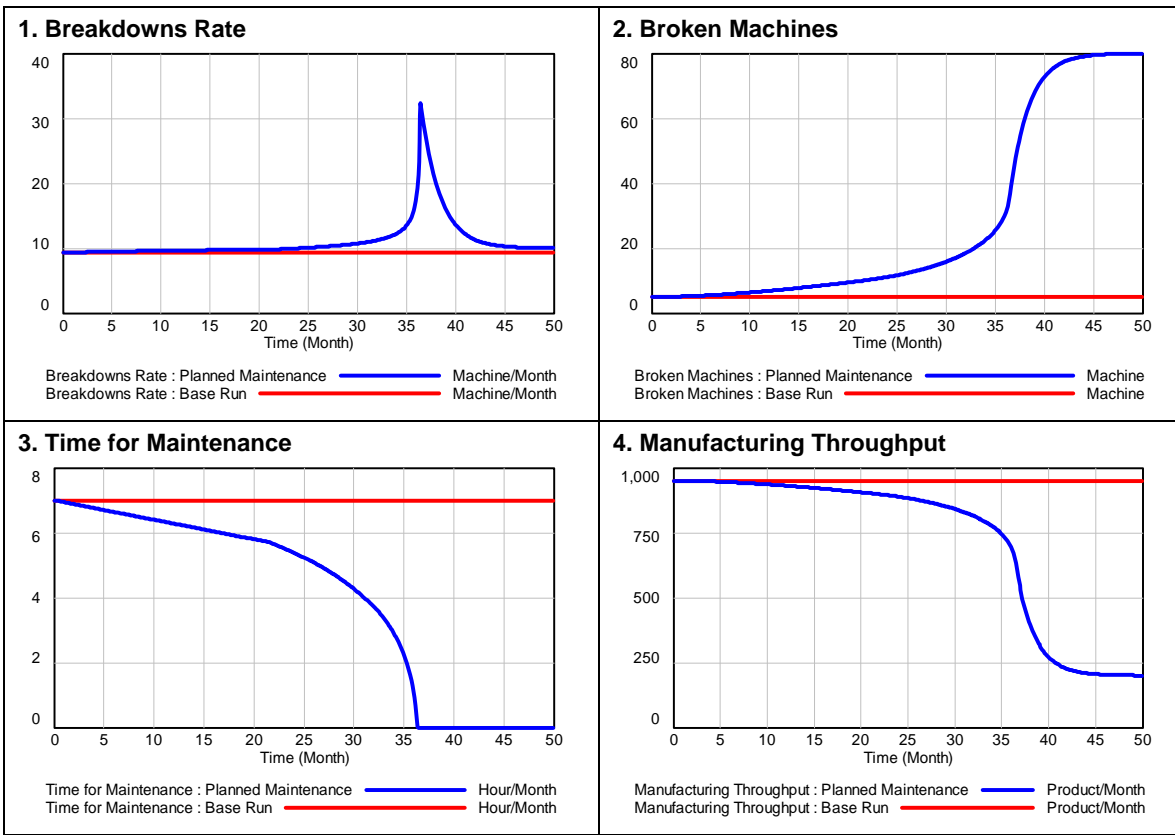 1. Breakdowns Rate
40
30
20
10
0
0 5 10 15 20 25 30 35 40 45 50
Time (Month)
Breakdowns Rate : Planned Maintenance Machine/Month
Breakdowns Rate : Base Run Machine/Month
2. Broken Machines
80
60
40
20
0
0 5 10 15 20 25 30 35 40 45 50
Time (Month)
Broken Machines : Planned Maintenance Machine
Broken Machines : Base Run Machine
3. Time for Maintenance
8
6
4
2
0
0 5 10 15 20 25 30 35 40 45 50
Time (Month)
Time for Maintenance : Planned Maintenance Hour/Month
Time for Maintenance : Base Run Hour/Month
4. Manufacturing Throughput
1,000
750
500
250
0
0 5 10 15 20 25 30 35 40 45 50
Time (Month)
Manufacturing Throughput : Planned Maintenance Product/Month
Manufacturing Throughput : Base Run Product/Month